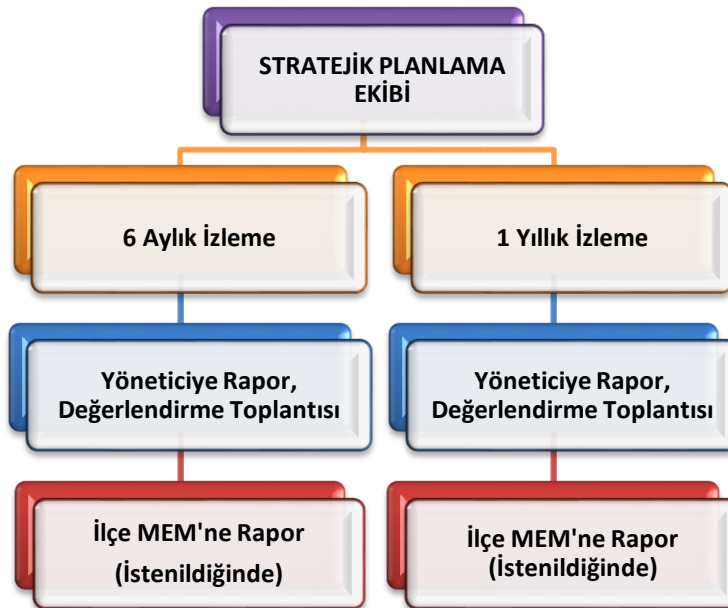 STRATEJİK PLANLAMA
EKİBİ
6 Aylık İzleme
1 Yıllık İzleme
Yöneticiye Rapor,
Değerlendirme Toplantısı
Yöneticiye Rapor,
Değerlendirme Toplantısı
İlçe MEM'ne Rapor
(İstenildiğinde)
İlçe MEM'ne Rapor
(İstenildiğinde)